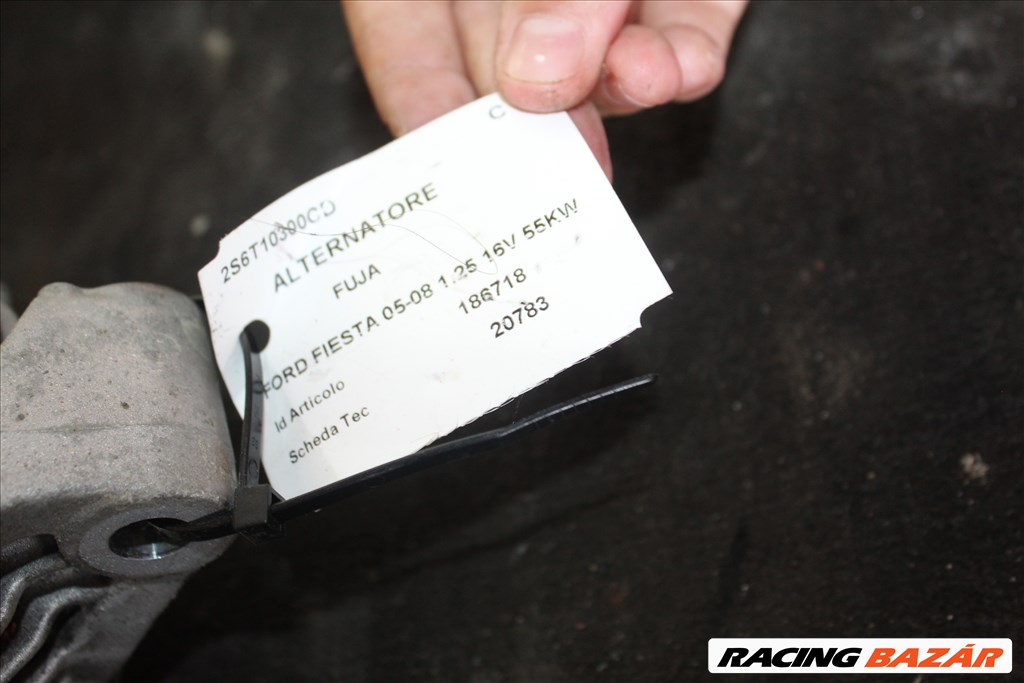 C
2S6T10300CD
ALTERNATORE
FUJA
FORD FIESTA 05-08 1.25 16V 55KW
Id Articolo 186718
Scheda Tec 20783
RACING BAZÁR